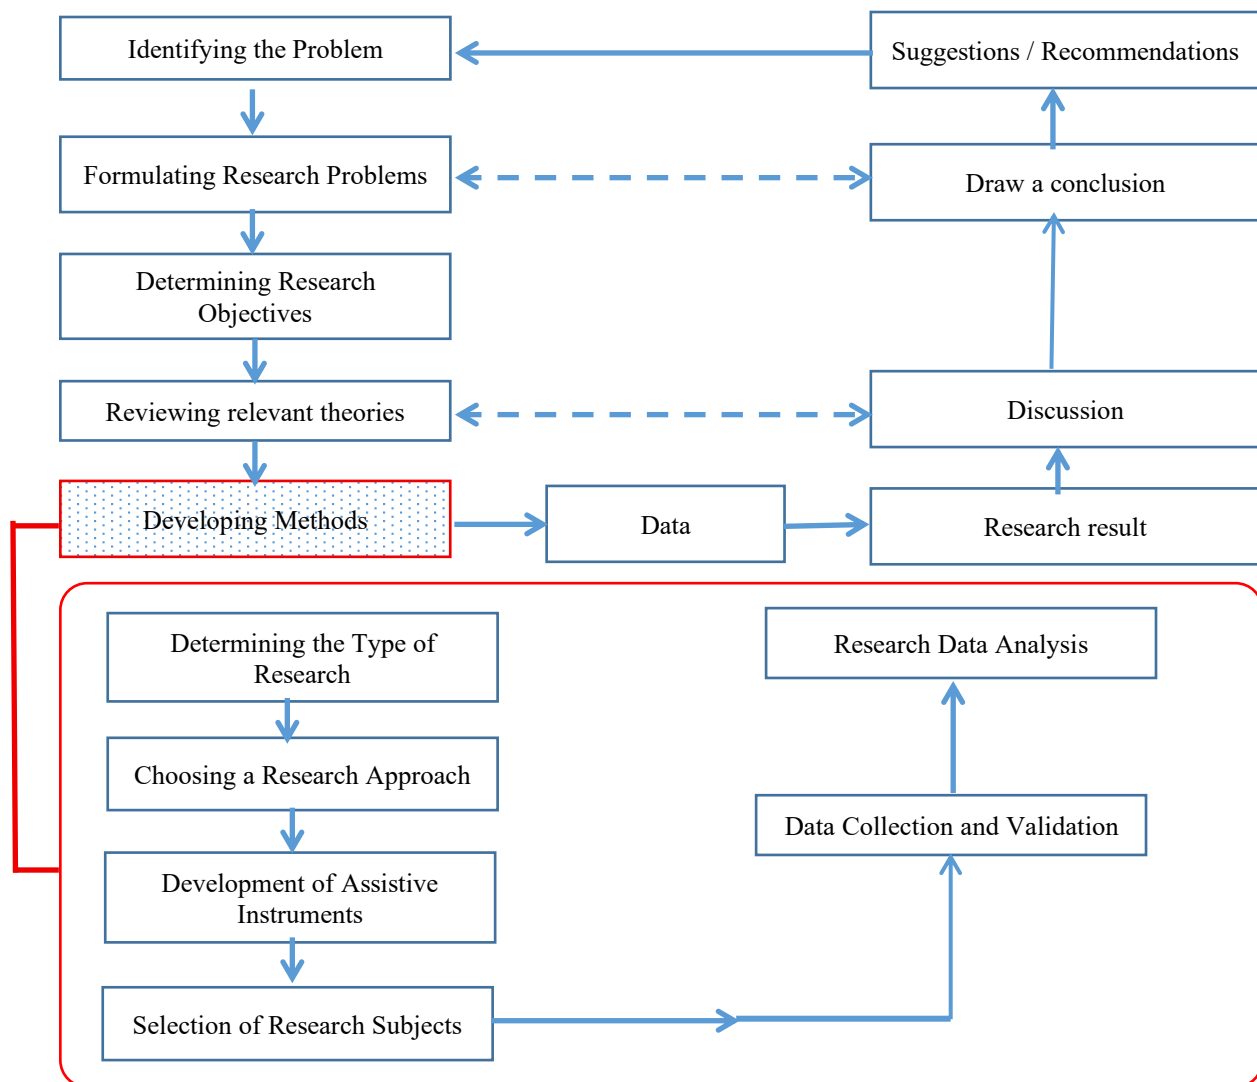 Identifying the Problem
Suggestions / Recommendations
Formulating Research Problems
Draw a conclusion
Determining Research
Objectives
Reviewing relevant theories
Discussion
Developing Methods
Data
Research result
Determining the Type of
Research
Research Data Analysis
Choosing a Research Approach
Data Collection and Validation
Development of Assistive
Instruments
Selection of Research Subjects